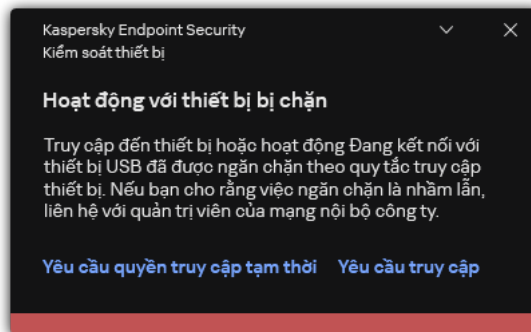 Kaspersky Endpoint Security
Kiểm soát thiết bị
Hoạt động với thiết bị bị chặn
Truy cập đến thiết bị hoặc hoạt động Đang kết nối với
thiết bị USB đã được ngăn chặn theo quy tắc truy cập
thiết bị. Nếu bạn cho rằng việc ngăn chặn là nhầm lẫn,
liên hệ với quản trị viên của mạng nội bộ công ty.
Yêu cầu quyền truy cập tạm thời Yêu cầu truy cập